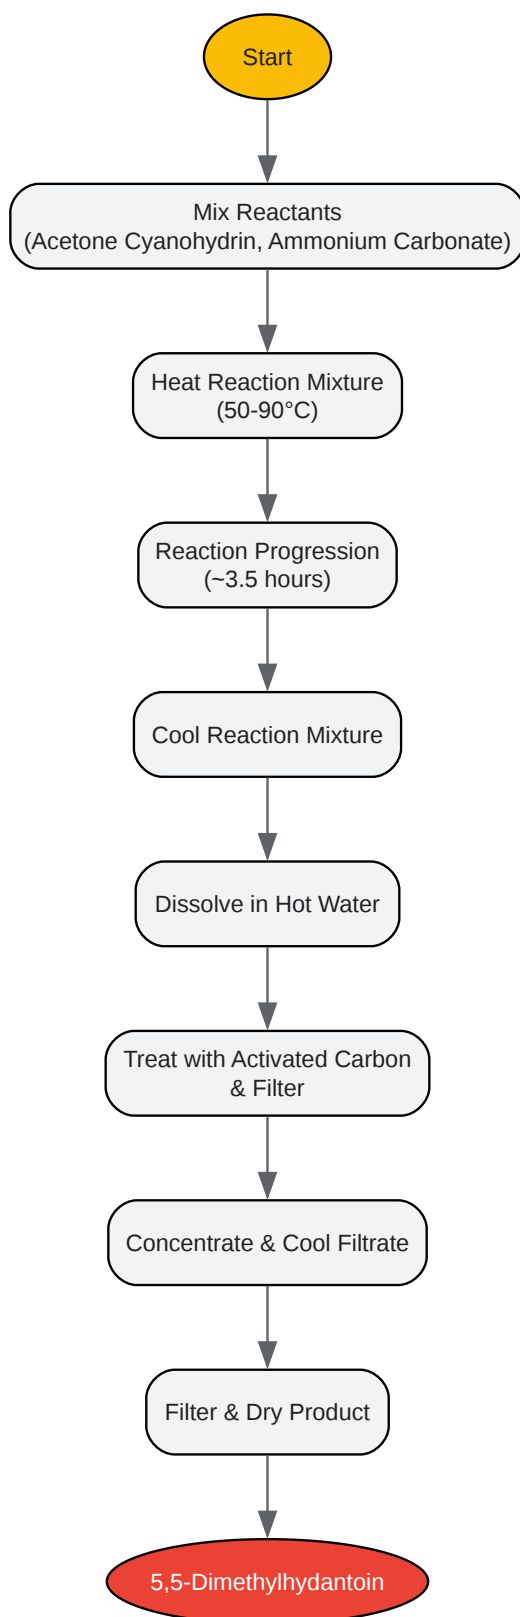 Start
Mix Reactants
(Acetone Cyanohydrin, Ammonium Carbonate)
Heat Reaction Mixture
(50-90°C)
Reaction Progression
(~3.5 hours)
Cool Reaction Mixture
Dissolve in Hot Water
Treat with Activated Carbon
& Filter
Concentrate & Cool Filtrate
Filter & Dry Product
5,5-Dimethylhydantoin